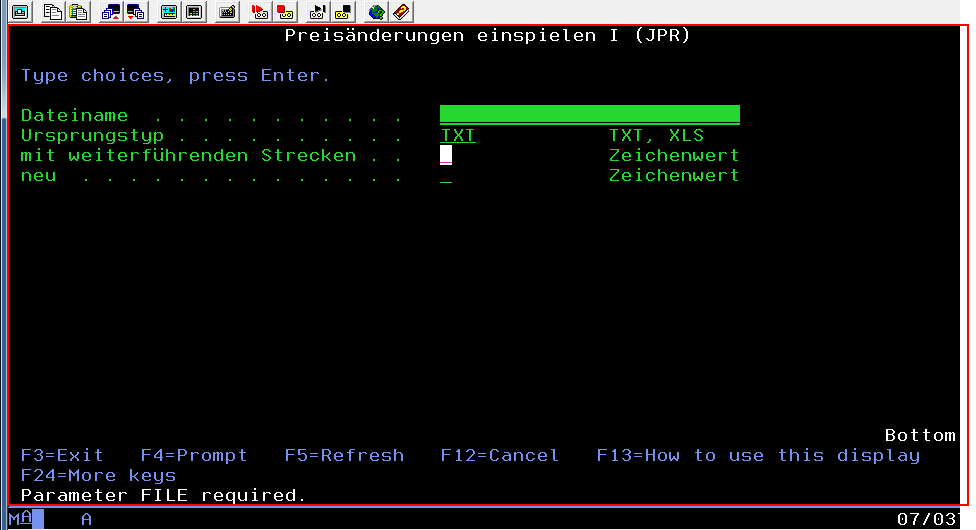 Preisänderungen einspielen I (JPR)
Type choices, press Enter.
Dateiname . . . . . . . . . . .
Ursprungstyp . . . . . . . . . . TXT TXT, XLS
mit weiterführenden Strecken . . Zeichenwert
neu . . . . . . . . . . . . . . _ Zeichenwert
Bottom
F3=Exit F4=Prompt F5=Refresh F12=Cancel F13=How to use this display
F24=More keys
Parameter FILE required.
MA A 07/037